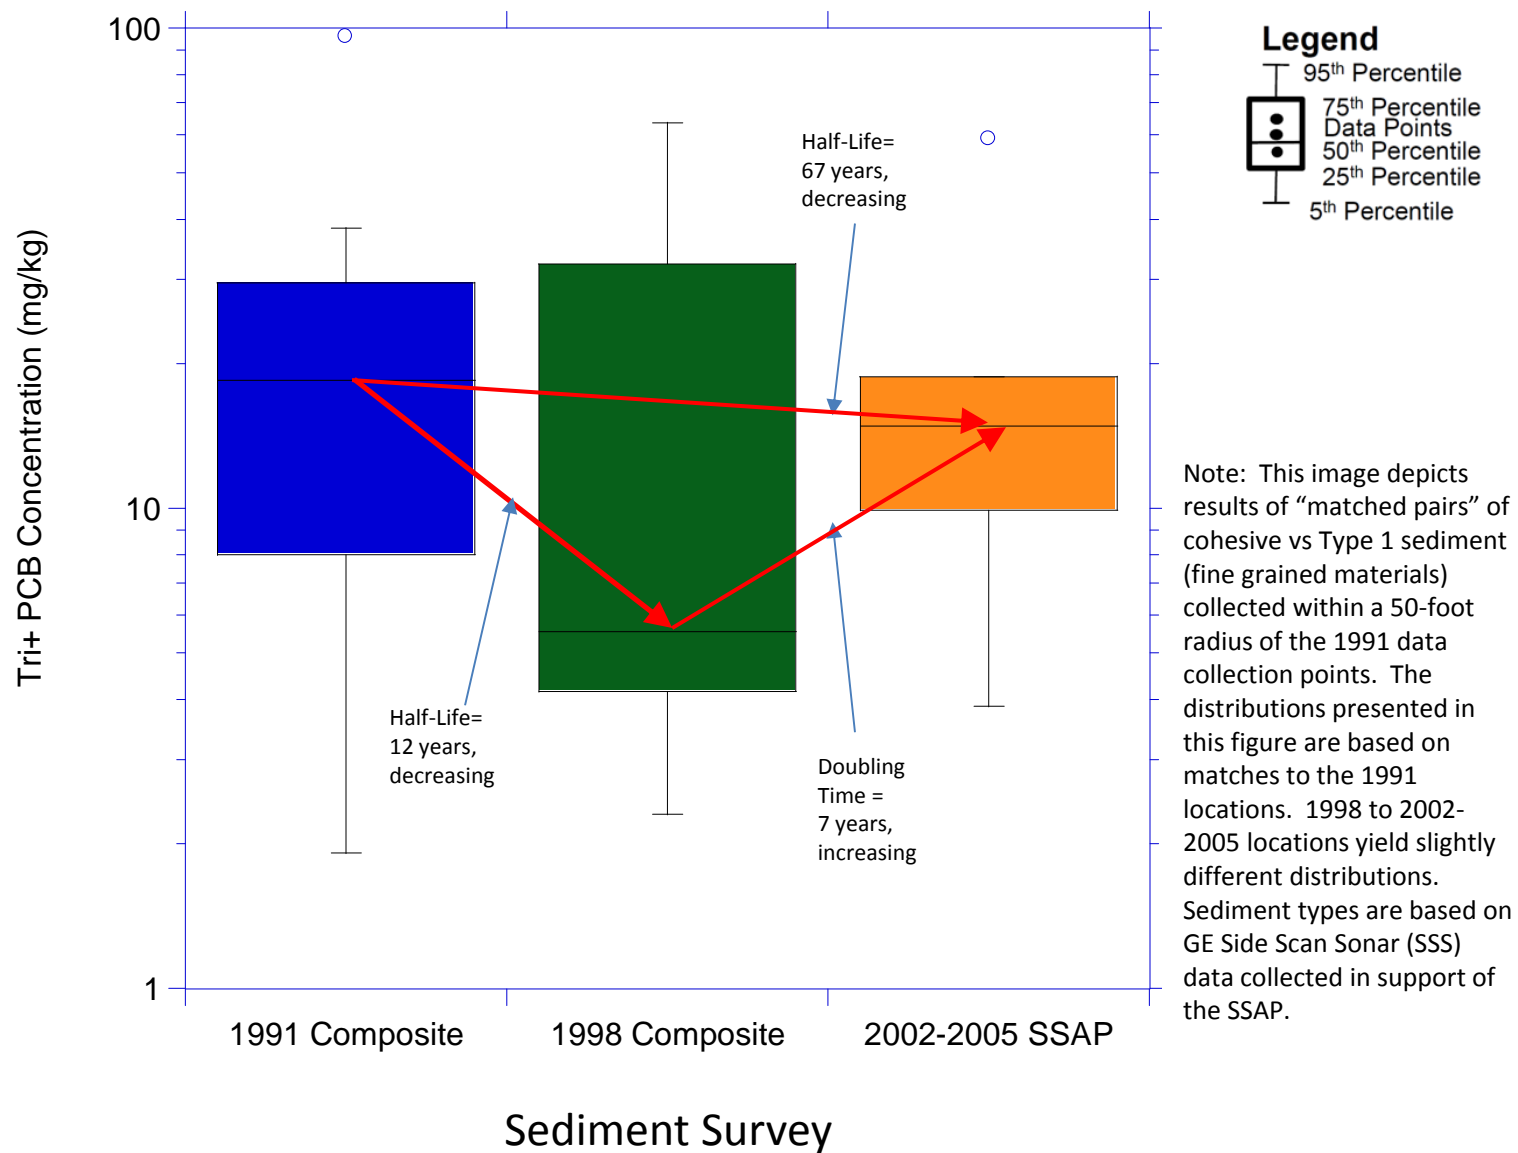 Tri+ PCB Concentration (mg/kg)
100
10
1
Half-Life=
67 years,
decreasing
Half-Life=
12 years,
decreasing
Doubling
Time =
7 years,
increasing
1991 Composite
1998 Composite
2002-2005 SSAP
Sediment Survey
Legend
95th Percentile
75th Percentile
Data Points
50th Percentile
25th Percentile
5th Percentile
Note: This image depicts
results of “matched pairs” of
cohesive vs Type 1 sediment
(fine grained materials)
collected within a 50-foot
radius of the 1991 data
collection points. The
distributions presented in
this figure are based on
matches to the 1991
locations. 1998 to 2002-
2005 locations yield slightly
different distributions.
Sediment types are based on
GE Side Scan Sonar (SSS)
data collected in support of
the SSAP.